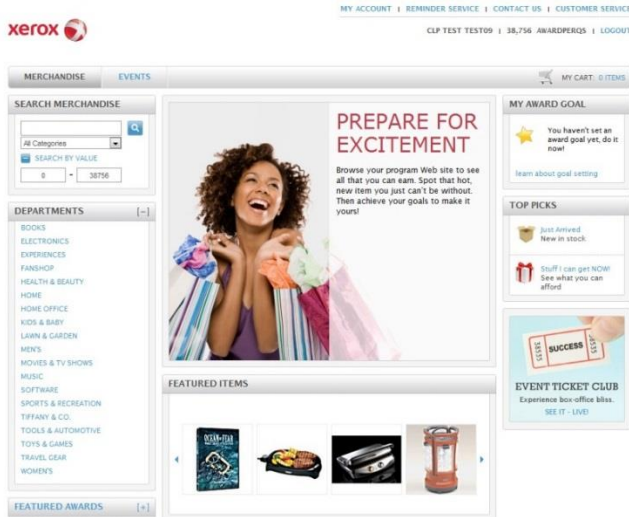 MY ACCOUNT | REMINDER SERVICE | CONTACT US | CUSTOMER SERVICE
xerox
CLP TEST TEST09 | 38,756 AWARDPERQS | LOGOUT
MERCHANDISE EVENTS
MY CART: 0 ITEMS
SEARCH MERCHANDISE
All Categories
SEARCH BY VALUE
0 - 38756
DEPARTMENTS [-]
BOOKS
ELECTRONICS
EXPERIENCES
FANSHOP
HEALTH & BEAUTY
HOME
HOME OFFICE
KIDS & BABY
LAWN & GARDEN
MEN'S
MOVIES & TV SHOWS
MUSIC
SOFTWARE
SPORTS & RECREATION
TIFFANY & CO.
TOOLS & AUTOMOTIVE
TOYS & GAMES
TRAVEL GEAR
WOMEN'S
FEATURED AWARDS [+]
PREPARE FOR
EXCITEMENT
Browse your program Web site to see
all that you can earn. Spot that hot,
new item you just can't be without.
Then achieve your goals to make it
yours!
FEATURED ITEMS
OCEAN OF FEAR
MY AWARD GOAL
You haven't set an
award goal yet, do it
now!
learn about goal setting
TOP PICKS
Just Arrived
New in stock
Stuff I can get NOW!
See what you can
afford
38535
SUCCESS
38535
EVENT TICKET CLUB
Experience box-office bliss.
SEE IT - LIVE!